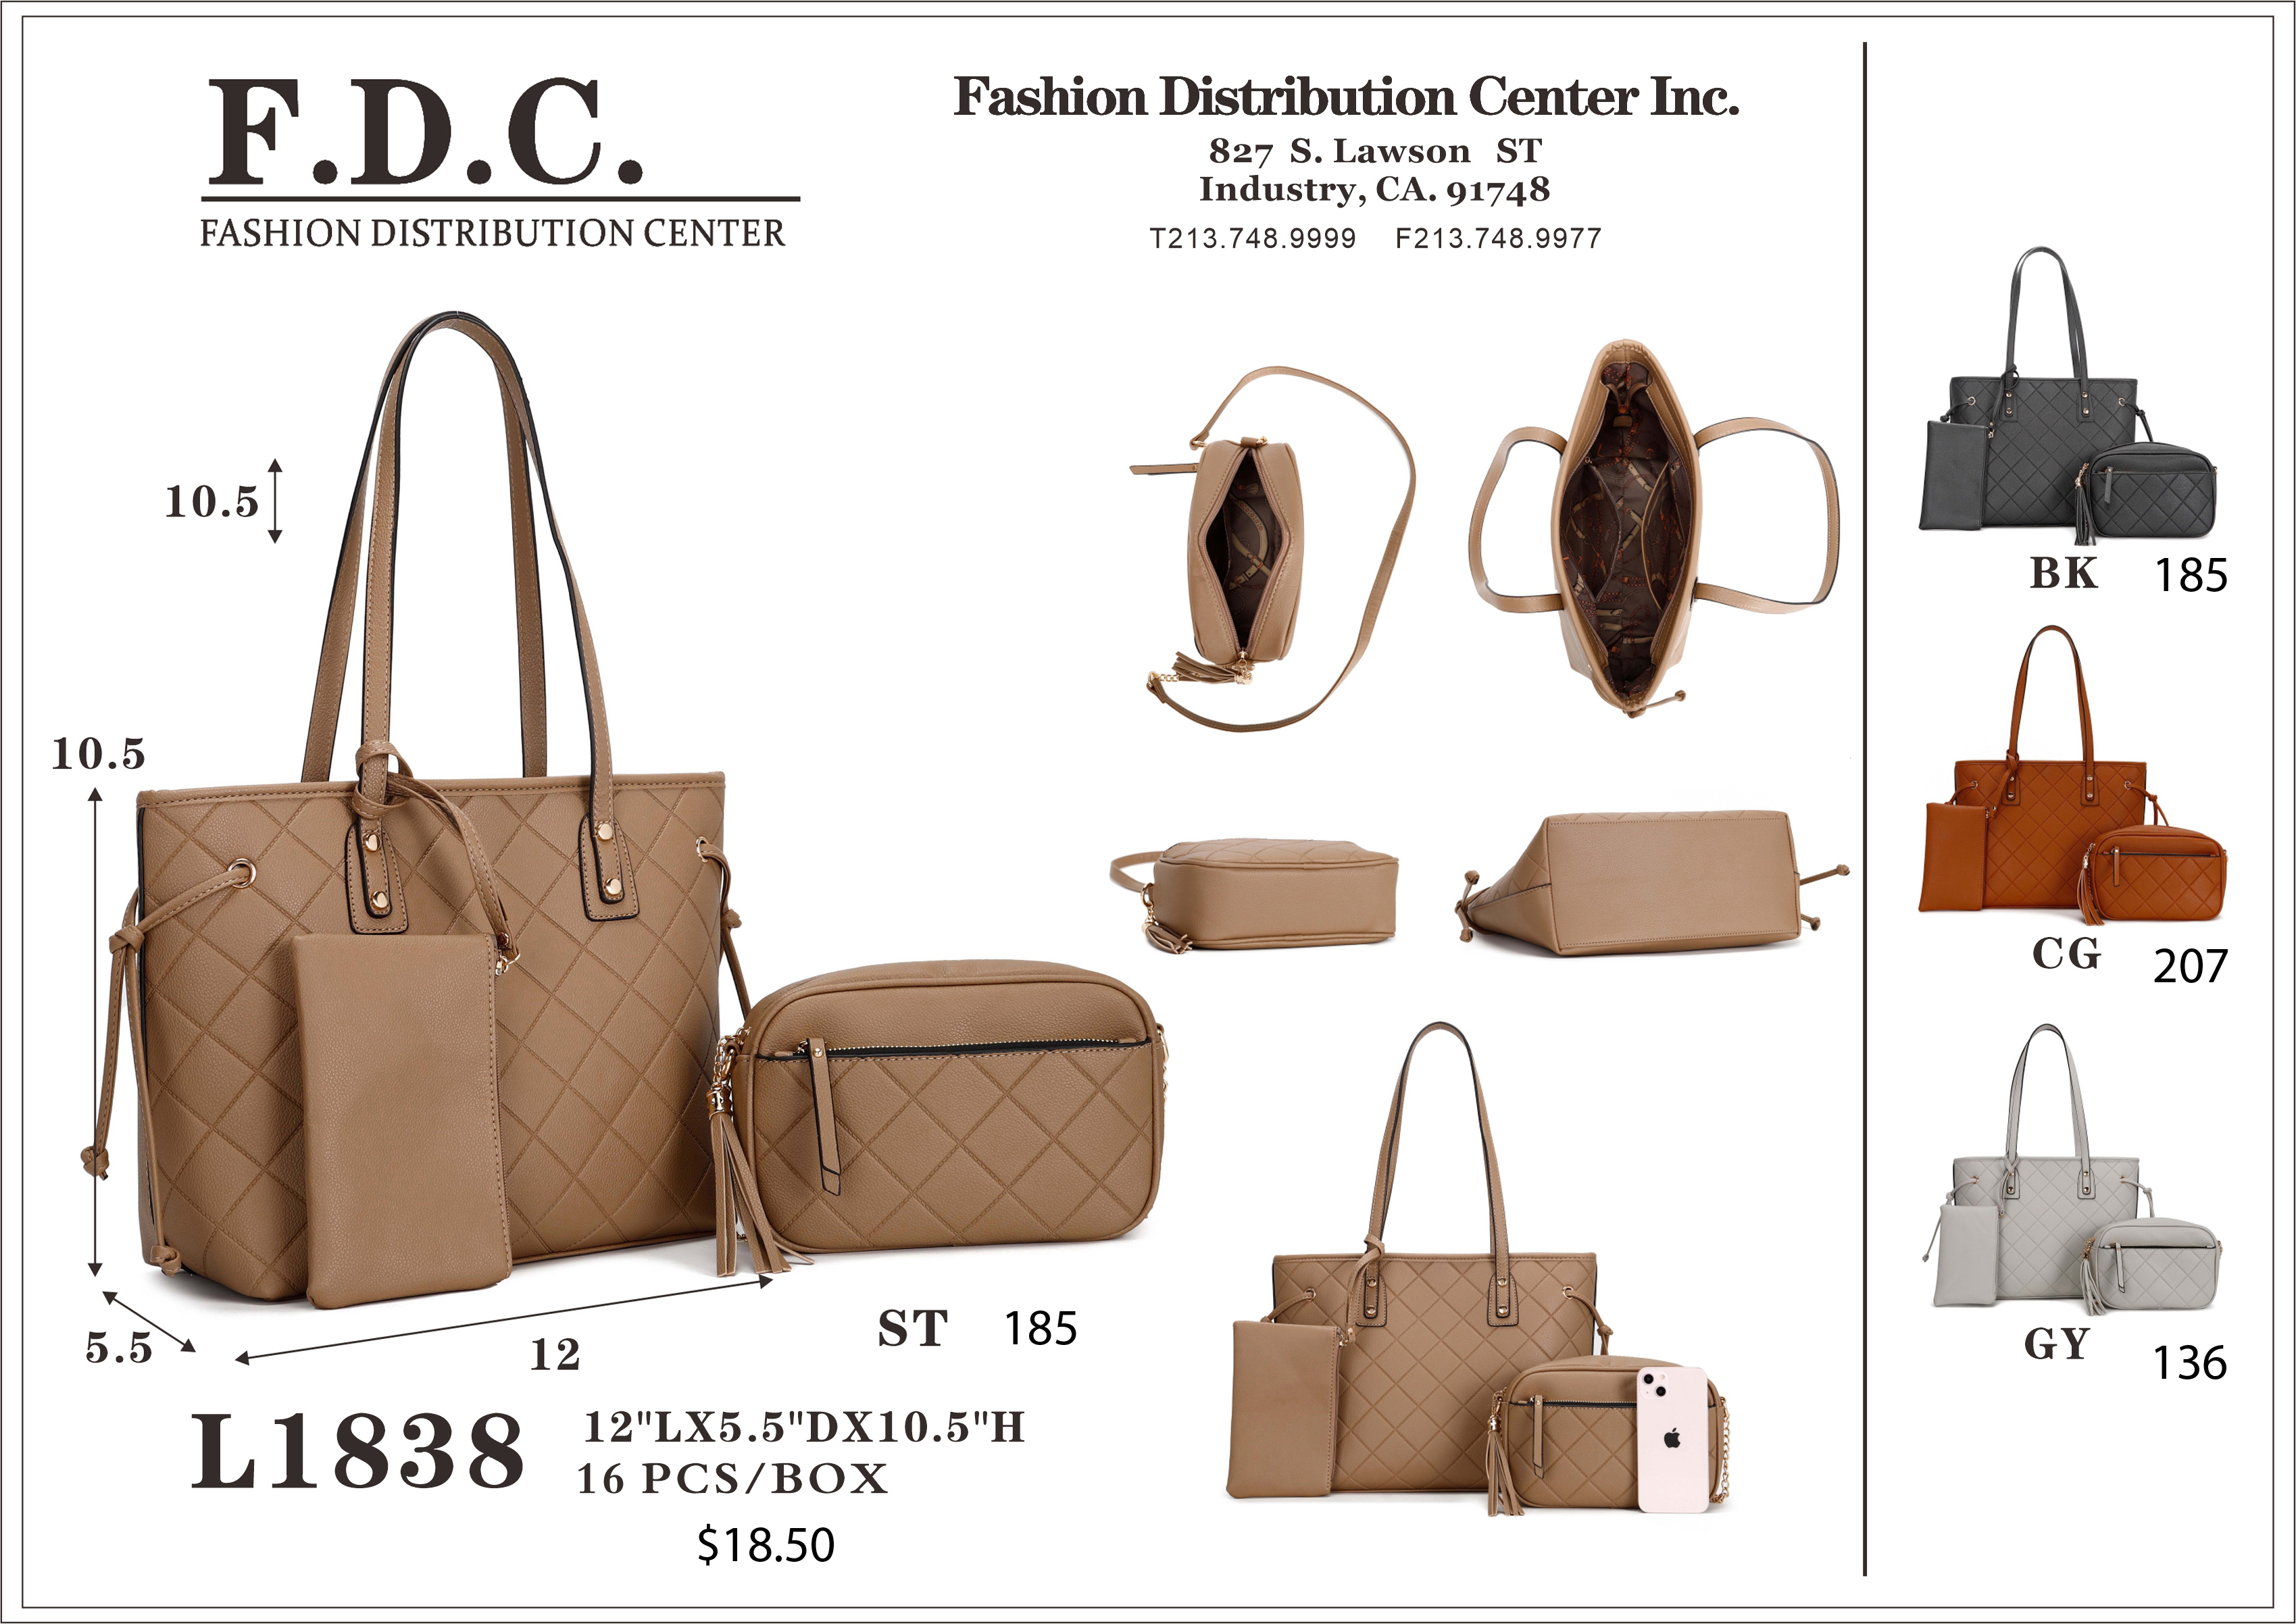 F.D.C.
FASHION DISTRIBUTION CENTER
Fashion Distribution Center Inc.
827 S. Lawson ST
Industry, CA. 91748
T213.748.9999 F213.748.9977
10.5
10.5
5.5
12
ST 185
L1838
12"LX5.5"DX10.5"H
16 PCS/BOX
$18.50
BK 185
CG 207
GY 136